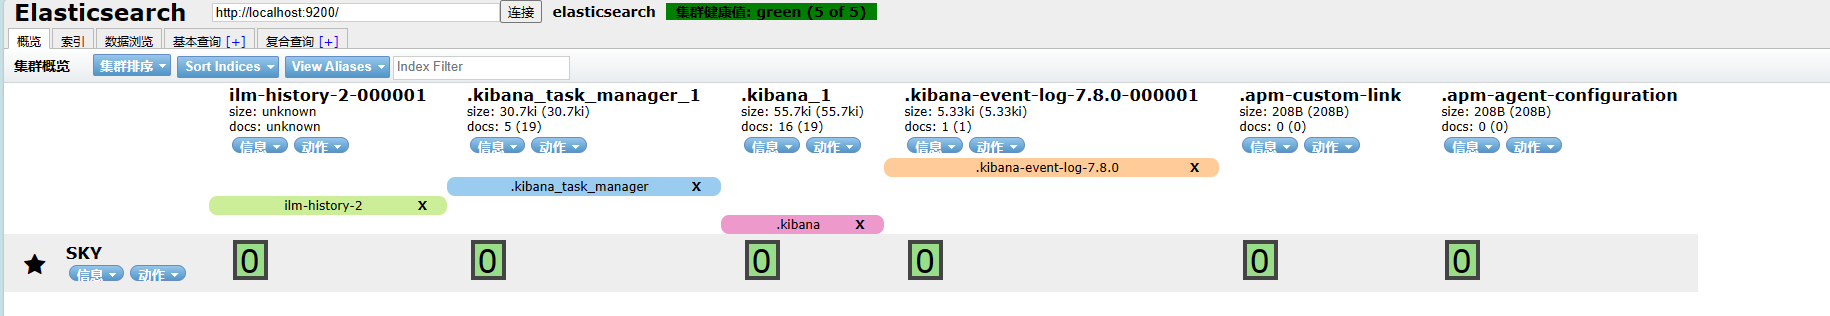 Elasticsearch http://localhost:9200/ 连接 elasticsearch 集群健康值: green (5 of 5)
概览 索引 数据浏览 基本查询 [+] 复合查询 [+]
集群概览 集群排序 Sort Indices View Aliases Index Filter
ilm-history-2-000001 .kibana_task_manager_1 .kibana_1 .kibana-event-log-7.8.0-000001 .apm-custom-link .apm-agent-configuration
size: unknown size: 30.7ki (30.7ki) size: 55.7ki (55.7ki) size: 5.33ki (5.33ki) size: 208B (208B) size: 208B (208B)
docs: unknown docs: 5 (19) docs: 16 (19) docs: 1 (1) docs: 0 (0) docs: 0 (0)
信息 动作 信息 动作 信息 动作 信息 动作 信息 动作 信息 动作
.kibana-event-log-7.8.0 X
.kibana_task_manager X
ilm-history-2 X
.kibana X
SKY 0 0 0 0 0 0
信息 动作